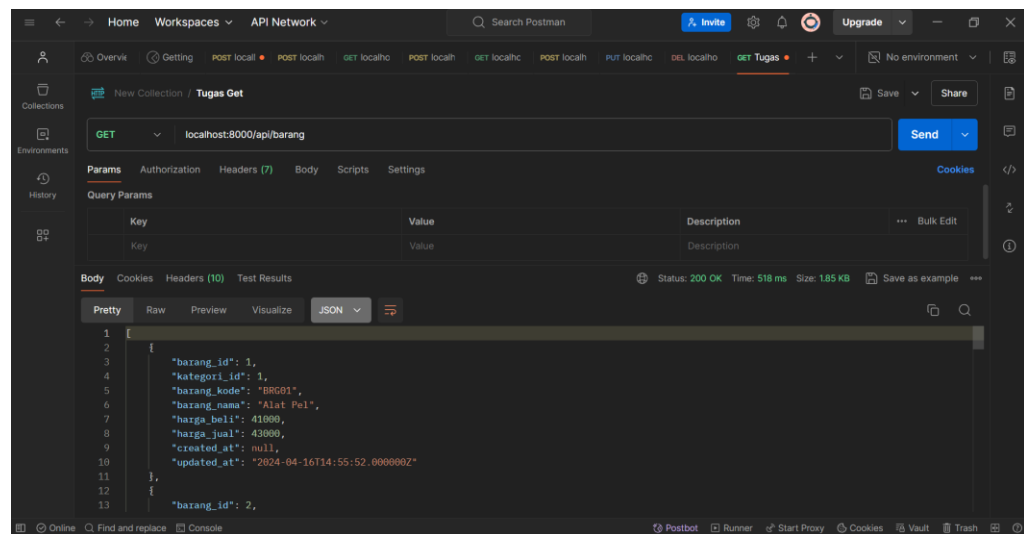 Home Workspaces API Network Search Postman Invite Upgrade
Overvie Getting POST locall POST localh GET localho POST localh GET localhc POST localh PUT localhc DEL localho GET Tugas No environment
New Collection / Tugas Get Save Share
Collections
GET localhost:8000/api/barang Send
Environments
Params Authorization Headers (7) Body Scripts Settings Cookies
History
Query Params
Key Value Description Bulk Edit
Key Value Description
Body Cookies Headers (10) Test Results Status: 200 OK Time: 518 ms Size: 1.85 KB Save as example
Pretty Raw Preview Visualize JSON
1 [
2 {
3 "barang_id": 1,
4 "kategori_id": 1,
5 "barang_kode": "BRG01",
6 "barang_nama": "Alat Pel",
7 "harga_beli": 41000,
8 "harga_jual": 43000,
9 "created_at": null,
10 "updated_at": "2024-04-16T14:55:52.000000Z"
11 },
12 {
13 "barang_id": 2,
Online Find and replace Console Postbot Runner Start Proxy Cookies Vault Trash